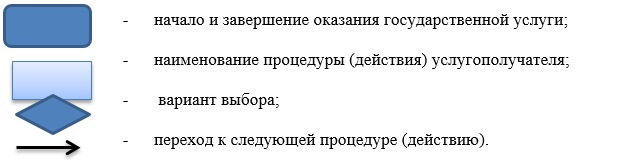 - начало и завершение оказания государственной услуги;
- наименование процедуры (действия) услугополучателя;
- вариант выбора;
- переход к следующей процедуре (действию).